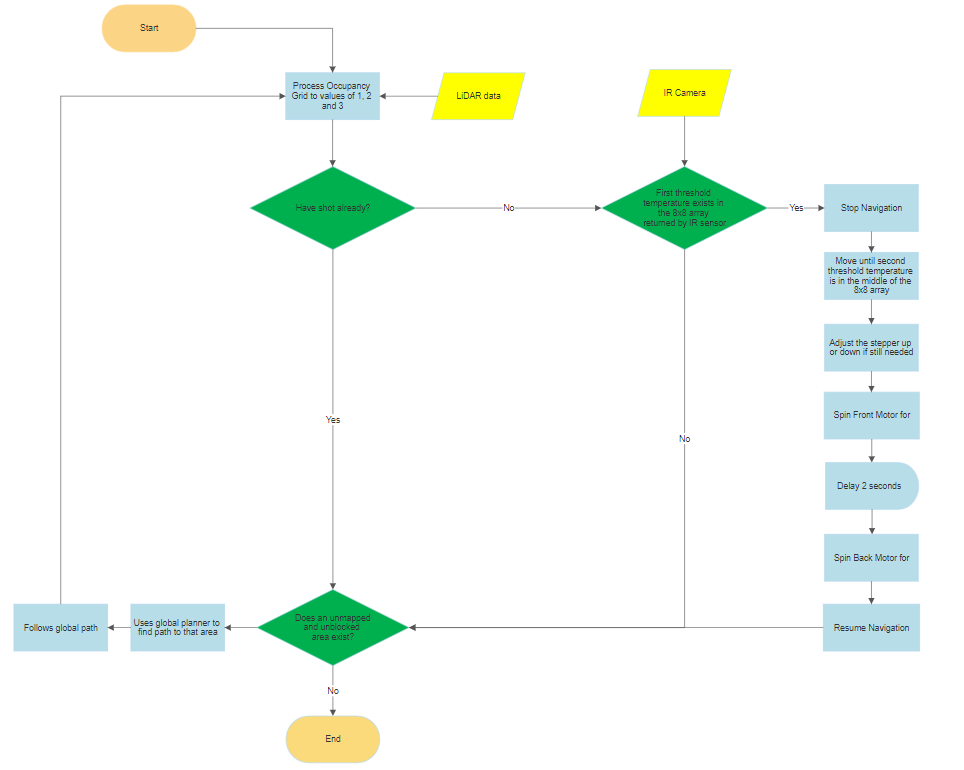 Start
Process Occupancy
Grid to values of 1, 2
and 3
LiDAR data
IR Camera
Have shot already?
No
First threshold
temperature exists in
the 8x8 array
returned by IR sensor
Yes
Stop Navigation
Move until second
threshold temperature
is in the middle of the
8x8 array
Adjust the stepper up
or down if still needed
Spin Front Motor for
Yes
No
Delay 2 seconds
Spin Back Motor for
Follows global path
Uses global planner to
find path to that area
Does an unmapped
and unblocked
area exist?
Resume Navigation
No
End